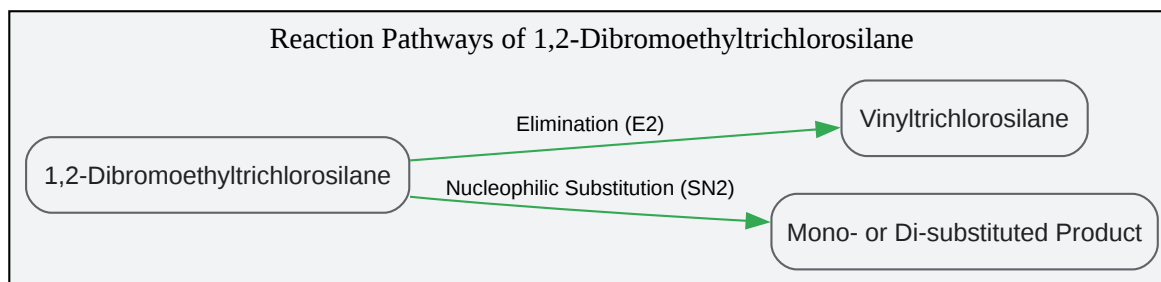 Reaction Pathways of 1,2-Dibromoethyltrichlorosilane
Elimination (E2)
Vinyltrichlorosilane
1,2-Dibromoethyltrichlorosilane
Nucleophilic Substitution (SN2)
Mono- or Di-substituted Product